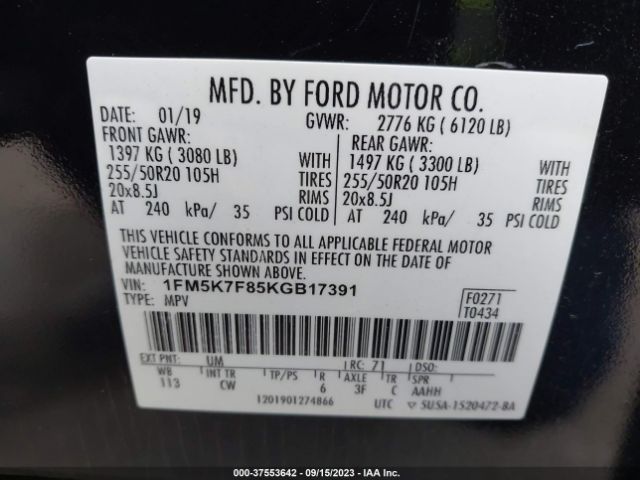 MFD. BY FORD MOTOR CO.
DATE: 01/19 GVWR: 2776 KG ( 6120 LB)
FRONT GAWR: REAR GAWR:
1397 KG ( 3080 LB) WITH 1497 KG ( 3300 LB) WITH
255/50R20 105H TIRES 255/50R20 105H TIRES
20x8.5J RIMS 20x8.5J RIMS
AT 240 kPa/ 35 PSI COLD AT 240 kPa/ 35 PSI COLD
THIS VEHICLE CONFORMS TO ALL APPLICABLE FEDERAL MOTOR
VEHICLE SAFETY STANDARDS IN EFFECT ON THE DATE OF
MANUFACTURE SHOWN ABOVE.
VIN: 1FM5K7F85KGB17391
TYPE: MPV
F0271
T0434
EXT PNT: UM RC: 71 DSO:
WB INT TR TP/PS R AXLE TR SPR
113 CW 6 3F C AAHH
1201901274866 UTC ▽ SU5A-1520472-BA
000-37553642 - 09/15/2023 - IAA Inc.